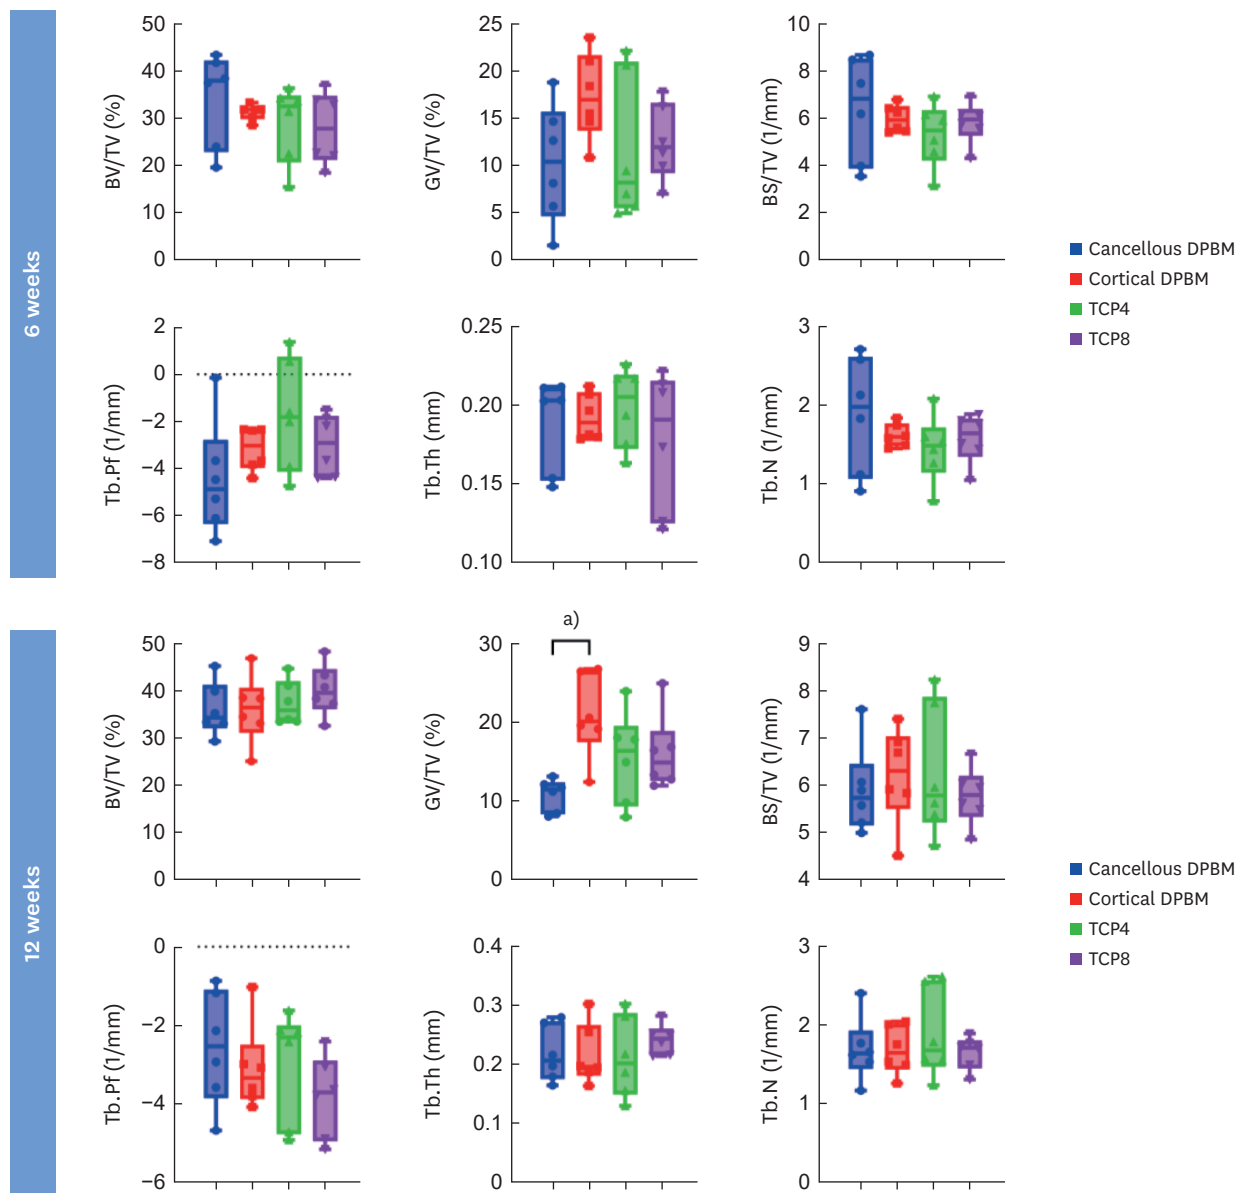 6 weeks
BV/TV (%)
50
40
30
20
10
0
GV/TV (%)
25
20
15
10
5
0
BS/TV (1/mm)
10
8
6
4
2
0
Tb.Pf (1/mm)
2
0
−2
−4
−6
−8
Tb.Th (mm)
0.25
0.20
0.15
0.10
Tb.N (1/mm)
3
2
1
0
Cancellous DPBM
Cortical DPBM
TCP4
TCP8
12 weeks
BV/TV (%)
50
40
30
20
10
0
GV/TV (%)
30
20
10
0
a)
BS/TV (1/mm)
9
8
7
6
5
4
Tb.Pf (1/mm)
0
−2
−4
−6
Tb.Th (mm)
0.4
0.3
0.2
0.1
0
Tb.N (1/mm)
3
2
1
0
Cancellous DPBM
Cortical DPBM
TCP4
TCP8